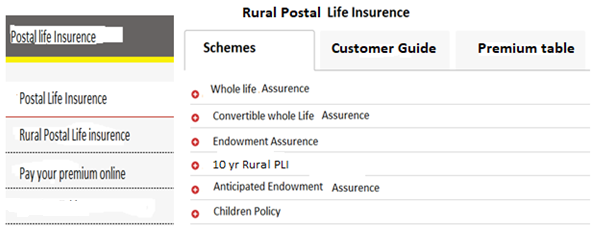 Rural Postal Life Insurence
Postal life Insurence
Schemes
Customer Guide
Premium table
Postal Life Insurence
Rural Postal Life insurence
Pay your premium online
Whole life Assurence
Convertible whole Life Assurence
Endowment Assurence
10 yr Rural PLI
Anticipated Endowment Assurence
Children Policy